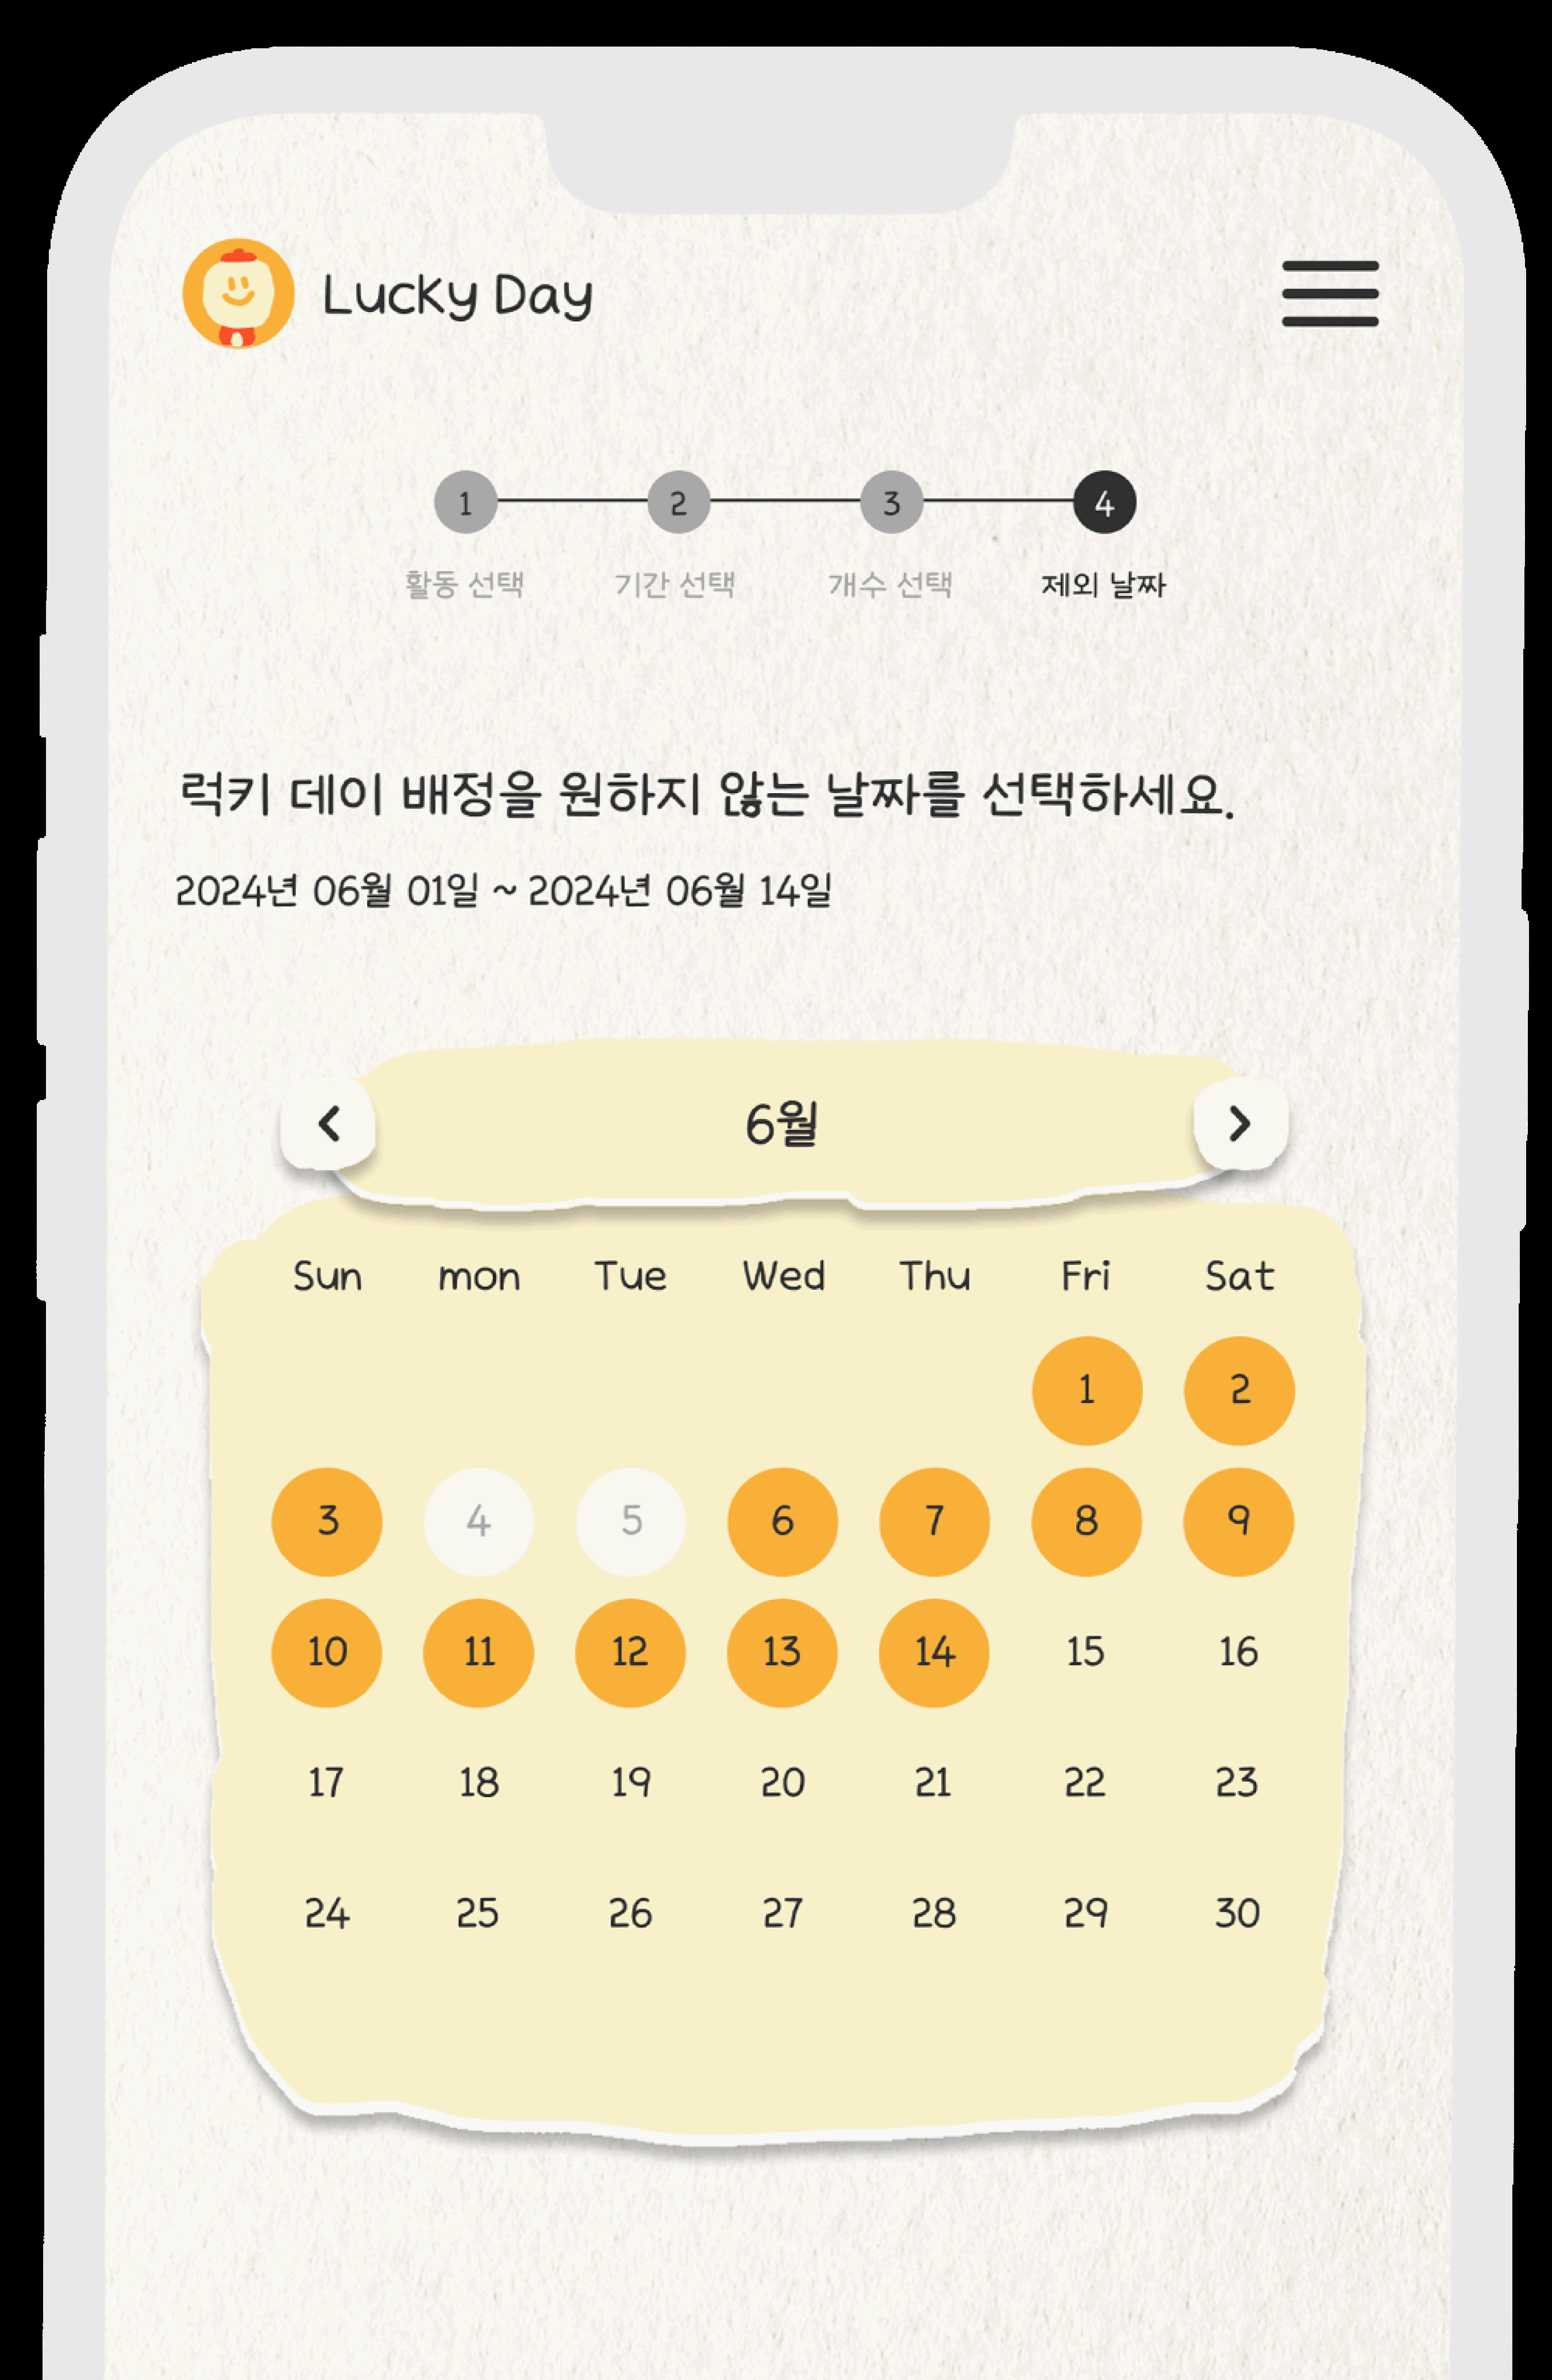 Lucky Day
1 2 3 4
활동 선택 기간 선택 개수 선택 제외 날짜
럭키 데이 배정을 원하지 않는 날짜를 선택하세요.
2024년 06월 01일 ~ 2024년 06월 14일
6월
Sun mon Tue Wed Thu Fri Sat
1 2
3 4 5 6 7 8 9
10 11 12 13 14 15 16
17 18 19 20 21 22 23
24 25 26 27 28 29 30